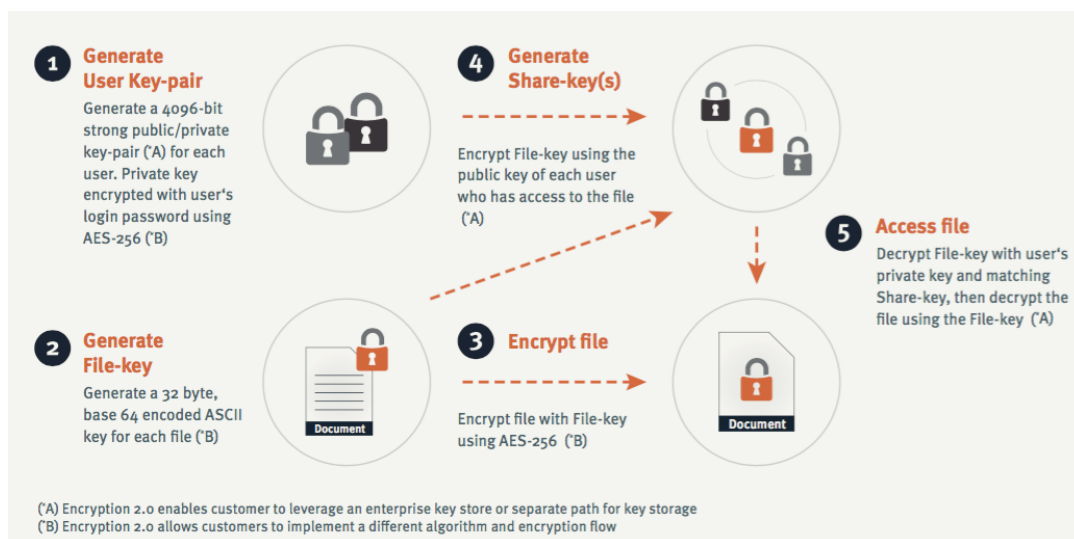 1
Generate
User Key-pair
Generate a 4096-bit
strong public/private
key-pair (*A) for each
user. Private key
encrypted with user's
login password using
AES-256 (*B)
2
Generate
File-key
Generate a 32 byte,
base 64 encoded ASCII
key for each file (*B)
Document
3
Encrypt file
Encrypt file with File-key
using AES-256 (*B)
4
Generate
Share-key(s)
Encrypt File-key using the
public key of each user
who has access to the file
(*A)
Document
5
Access file
Decrypt File-key with user's
private key and matching
Share-key, then decrypt the
file using the File-key (*A)
(*A) Encryption 2.0 enables customer to leverage an enterprise key store or separate path for key storage
(*B) Encryption 2.0 allows customers to implement a different algorithm and encryption flow